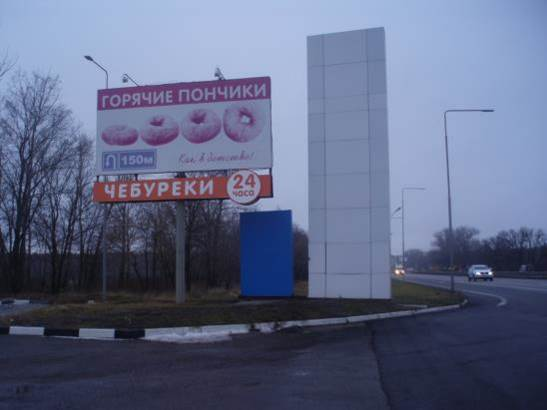 ГОРЯЧИЕ ПОНЧИКИ
150м
Как в детстве!
ЧЕБУРЕКИ
24
часа